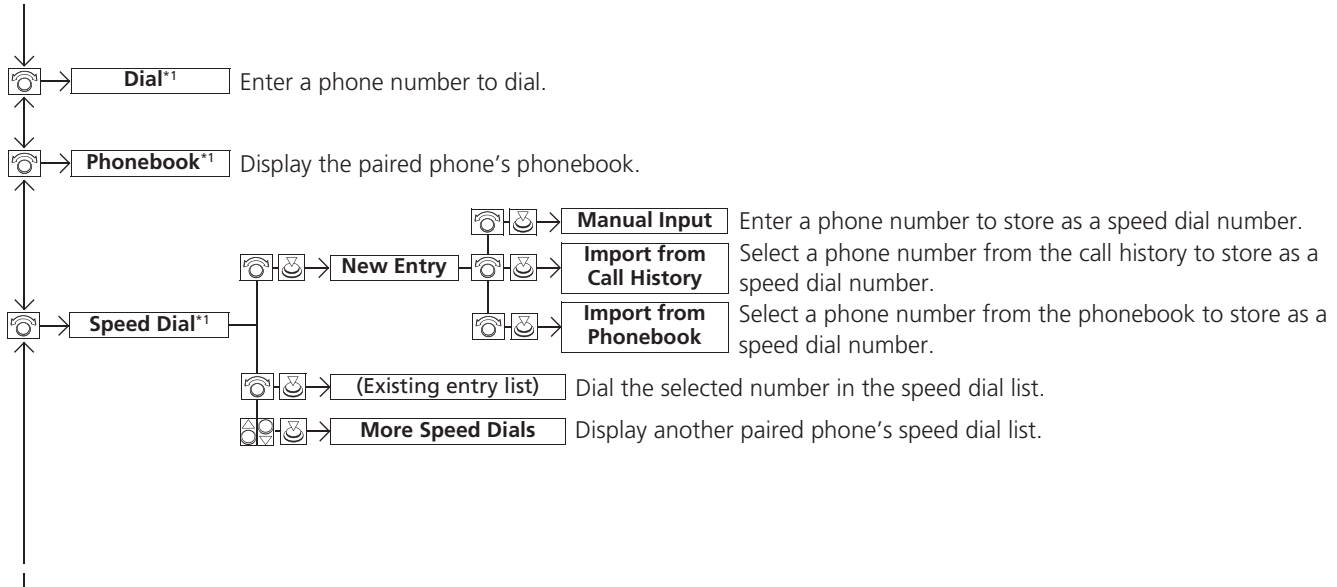 Dial*1 Enter a phone number to dial.
Phonebook*1 Display the paired phone's phonebook.
Manual Input Enter a phone number to store as a speed dial number.
New Entry
Import from Call History Select a phone number from the call history to store as a
speed dial number.
Speed Dial*1
Import from Phonebook Select a phone number from the phonebook to store as a
speed dial number.
(Existing entry list) Dial the selected number in the speed dial list.
More Speed Dials Display another paired phone's speed dial list.